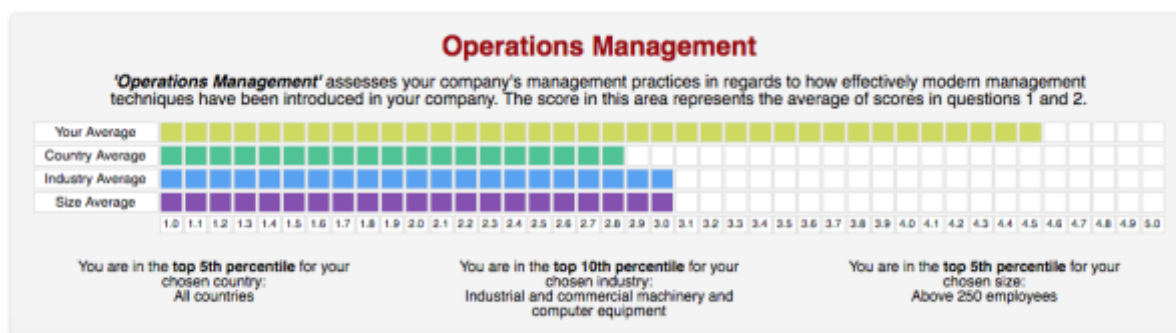 Operations Management
'Operations Management' assesses your company's management practices in regards to how effectively modern management
techniques have been introduced in your company. The score in this area represents the average of scores in questions 1 and 2.
Your Average
Country Average
Industry Average
Size Average
1.0 1.1 1.2 1.3 1.4 1.5 1.6 1.7 1.8 1.9 2.0 2.1 2.2 2.3 2.4 2.5 2.6 2.7 2.8 2.9 3.0 3.1 3.2 3.3 3.4 3.5 3.6 3.7 3.8 3.9 4.0 4.1 4.2 4.3 4.4 4.5 4.6 4.7 4.8 4.9 5.0
You are in the top 5th percentile for your
chosen country:
All countries
You are in the top 10th percentile for your
chosen industry:
Industrial and commercial machinery and
computer equipment
You are in the top 5th percentile for your
chosen size:
Above 250 employees